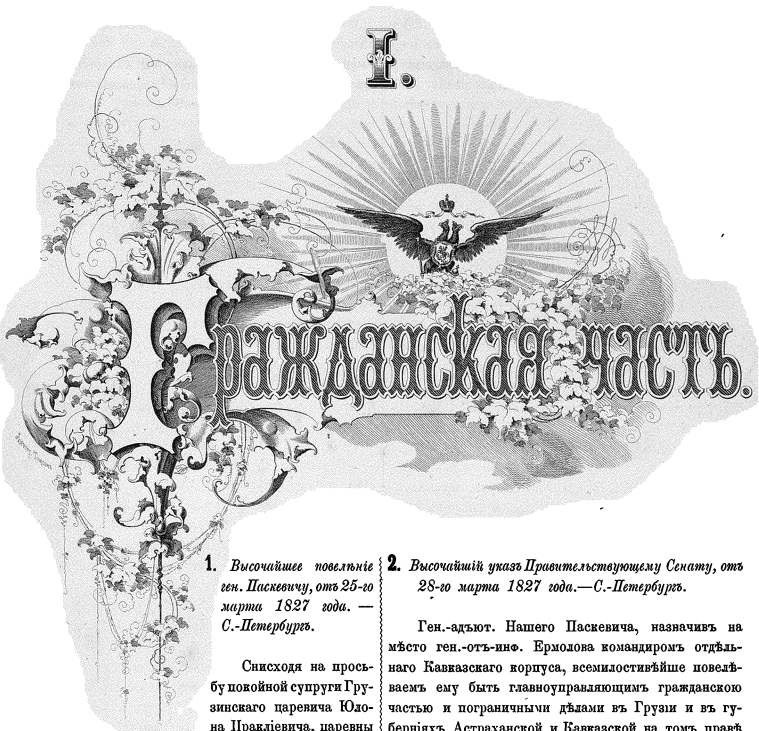 I.
Гражданская часть.
1. Высочайшее повелѣніе
ген. Паскевичу, отъ 25-го
марта 1827 года. —
С.-Петербургъ.
Снисходя на прось-
бу покойной супруги Гру-
зинскаго царевича Юло-
на Ираклiевича, царевны
2. Высочайшій указъ Правительствующему Сенату, отъ
28-го марта 1827 года.—С.-Петербургъ.
Ген.-адъют. Нашего Паскевича, назначивъ на
мѣсто ген.-отъ-инф. Ермолова командиромъ отдѣль-
наго Кавказскаго корпуса, всемилостивѣйше повелѣ-
ваемъ ему быть главноуправляющимъ гражданскою
частью и пограничными дѣлами въ Грузіи и въ гу-
берніяхъ Астраханской и Кавказской на томъ правѣ